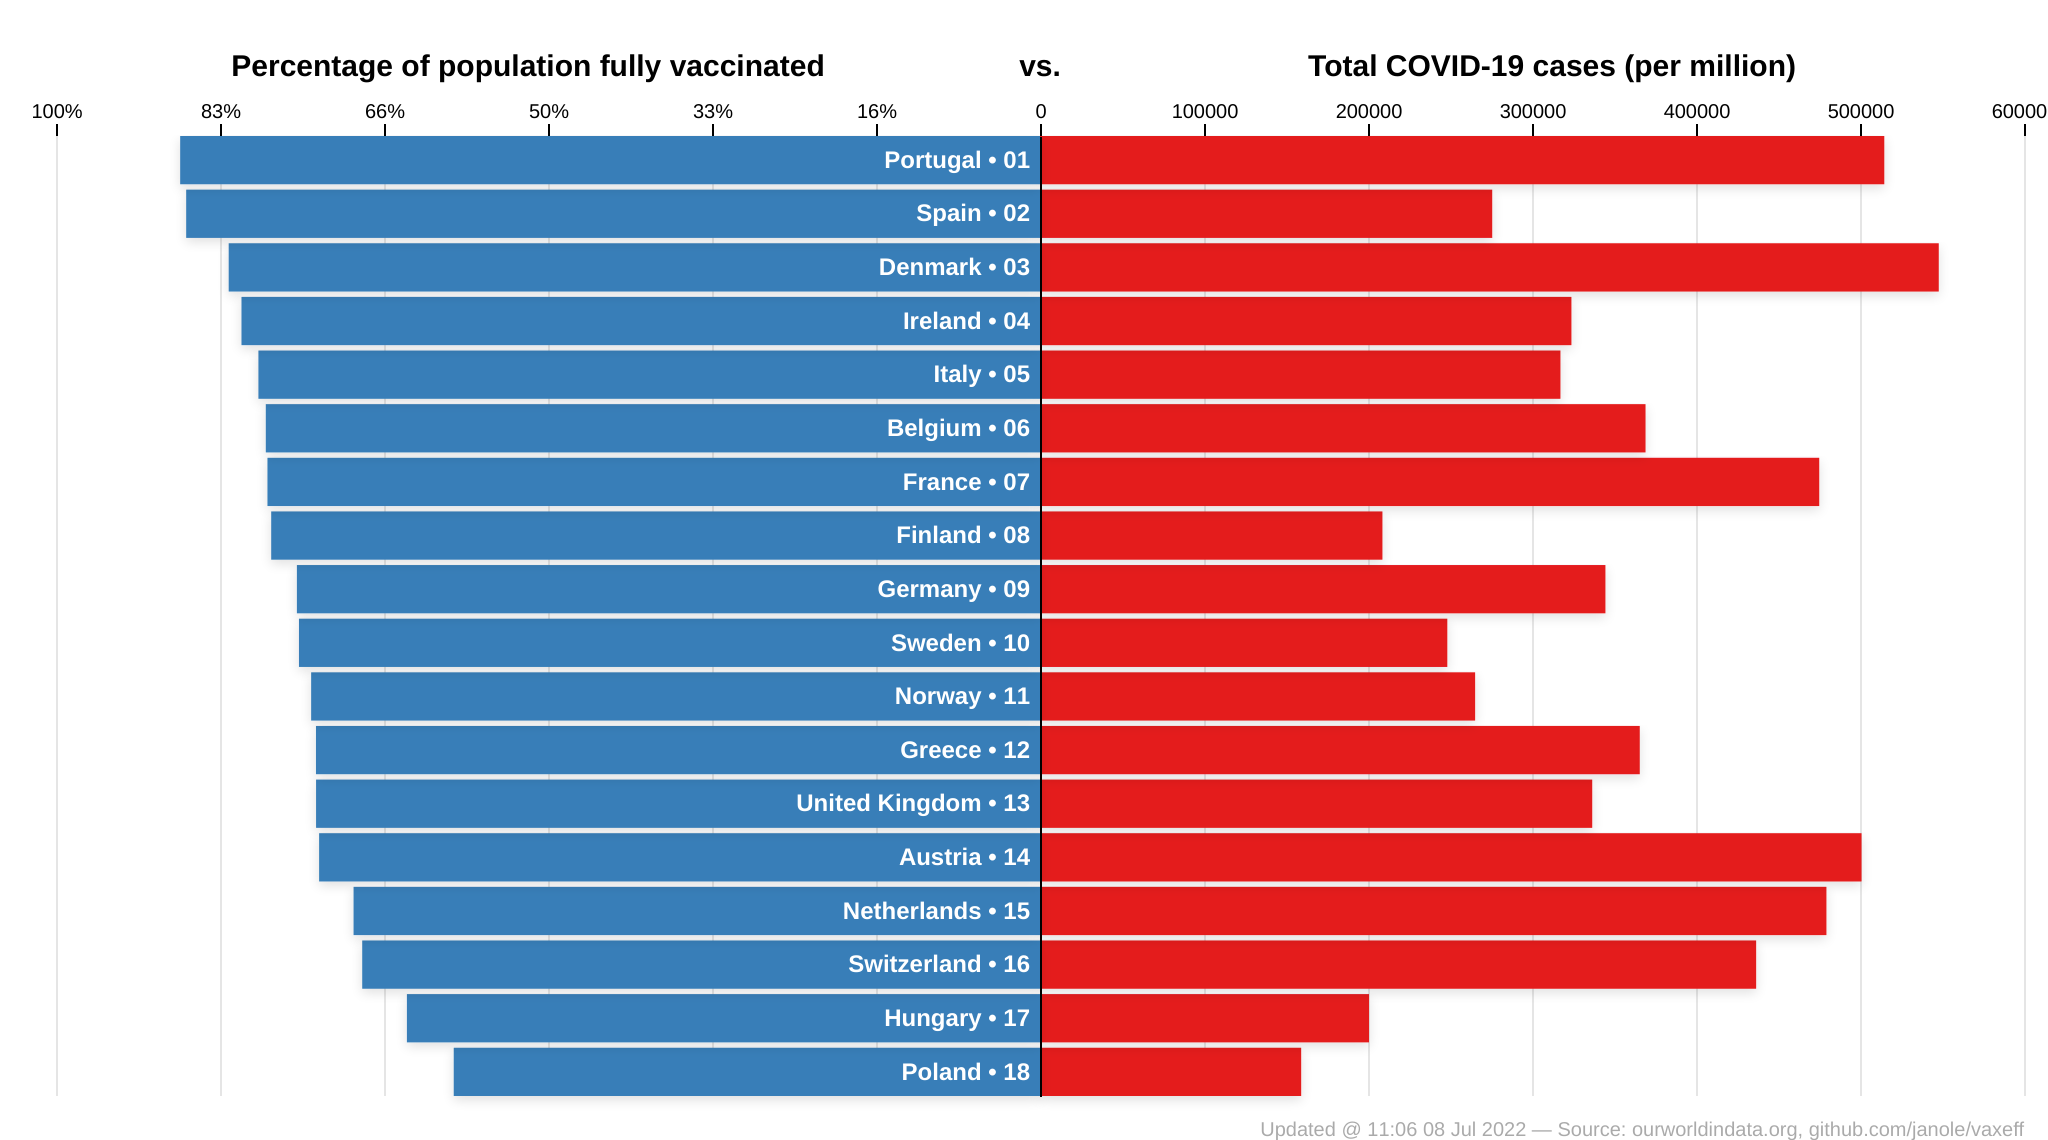 Percentage of population fully vaccinated vs. Total COVID-19 cases (per million)
100% 83% 66% 50% 33% 16% 0 100000 200000 300000 400000 500000 60000
Portugal • 01
Spain • 02
Denmark • 03
Ireland • 04
Italy • 05
Belgium • 06
France • 07
Finland • 08
Germany • 09
Sweden • 10
Norway • 11
Greece • 12
United Kingdom • 13
Austria • 14
Netherlands • 15
Switzerland • 16
Hungary • 17
Poland • 18
Updated @ 11:06 08 Jul 2022 — Source: ourworldindata.org, github.com/janole/vaxeff